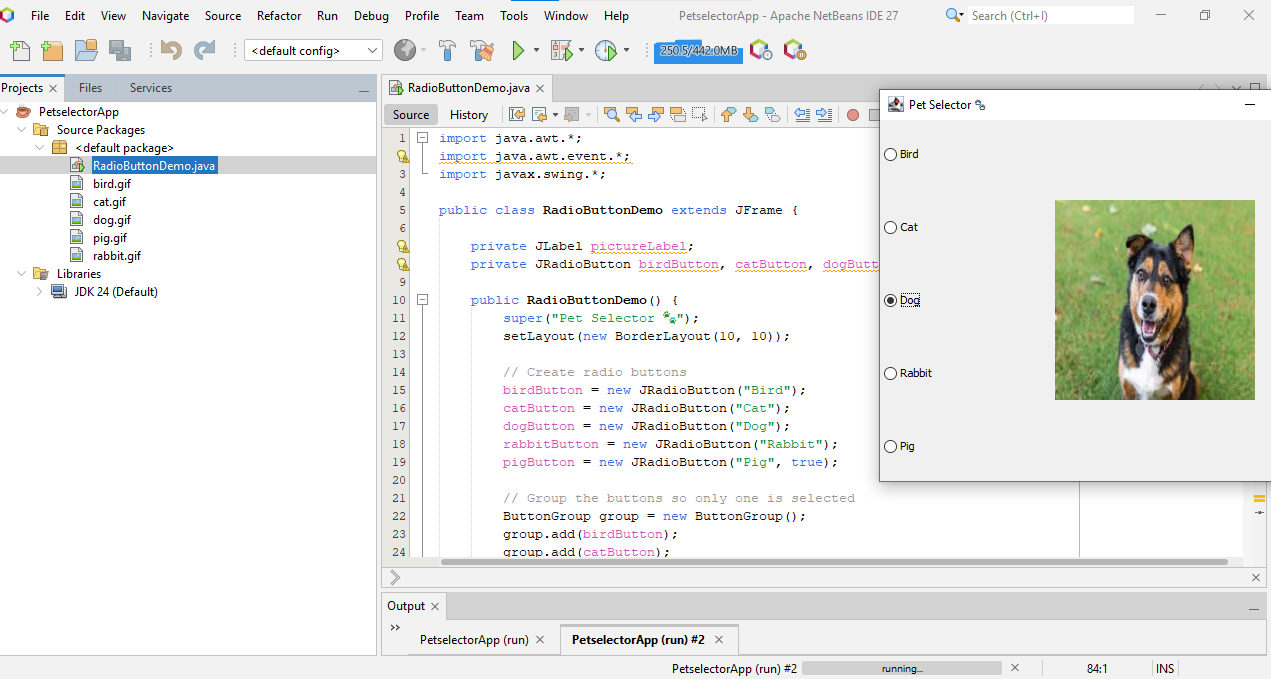 File Edit View Navigate Source Refactor Run Debug Profile Team Tools Window Help PetselectorApp - Apache NetBeans IDE 27 Search (Ctrl+I)
<default config> 250.5/442.0MB
Projects Files Services
PetselectorApp
Source Packages
<default package>
RadioButtonDemo.java
bird.gif
cat.gif
dog.gif
pig.gif
rabbit.gif
Libraries
JDK 24 (Default)
RadioButtonDemo.java
Source History
1 import java.awt.*;
import java.awt.event.*;
3 import javax.swing.*;
4
5 public class RadioButtonDemo extends JFrame {
6
private JLabel pictureLabel;
private JRadioButton birdButton, catButton, dogButt
9
10 public RadioButtonDemo() {
11 super("Pet Selector 🐾");
12 setLayout(new BorderLayout(10, 10));
13
14 // Create radio buttons
15 birdButton = new JRadioButton("Bird");
16 catButton = new JRadioButton("Cat");
17 dogButton = new JRadioButton("Dog");
18 rabbitButton = new JRadioButton("Rabbit");
19 pigButton = new JRadioButton("Pig", true);
20
21 // Group the buttons so only one is selected
22 ButtonGroup group = new ButtonGroup();
23 group.add(birdButton);
24 group.add(catButton);
Pet Selector 🐾
Bird
Cat
Dog
Rabbit
Pig
Output
PetselectorApp (run) PetselectorApp (run) #2
PetselectorApp (run) #2 running... 84:1 INS